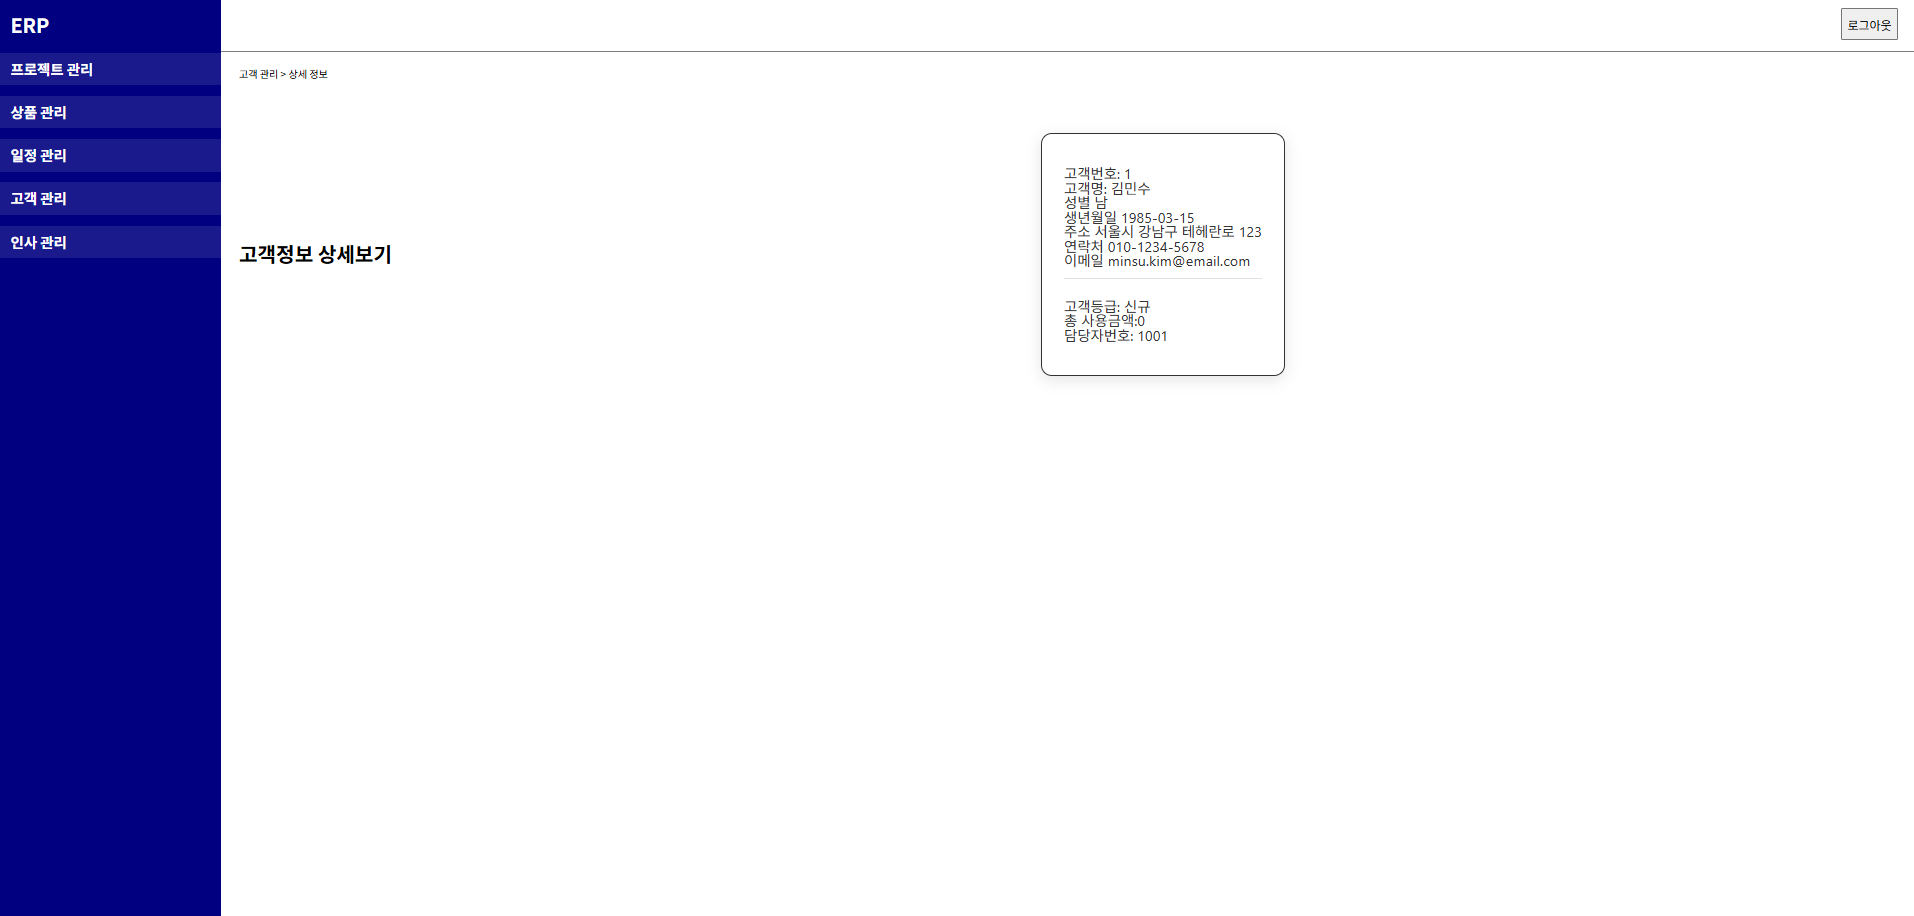 ERP
프로젝트 관리
상품 관리
일정 관리
고객 관리
인사 관리
로그아웃
고객 관리 > 상세 정보
고객정보 상세보기
고객번호: 1
고객명: 김민수
성별 남
생년월일 1985-03-15
주소 서울시 강남구 테헤란로 123
연락처 010-1234-5678
이메일 minsu.kim@email.com
고객등급: 신규
총 사용금액:0
담당자번호: 1001